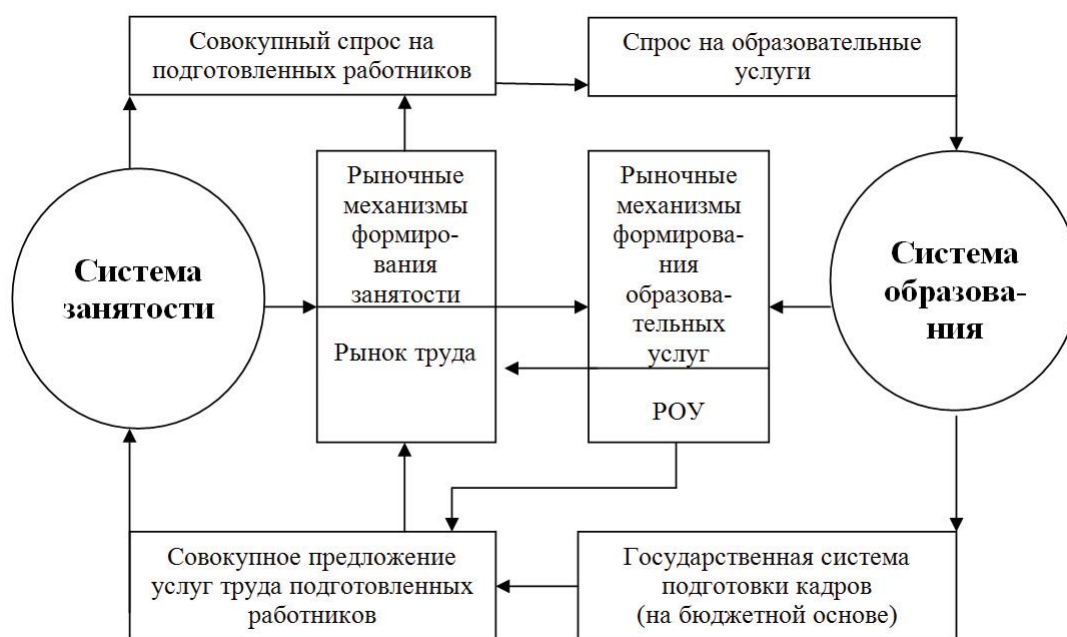 Совокупный спрос на
подготовленных работников
Спрос на образовательные
услуги
Система
занятости
Рыночные
механизмы
формиро-
вания
занятости
Рынок труда
Рыночные
механизмы
формирова-
ния
образова-
тельных
услуг
РОУ
Система
образова-
ния
Совокупное предложение
услуг труда подготовленных
работников
Государственная система
подготовки кадров
(на бюджетной основе)